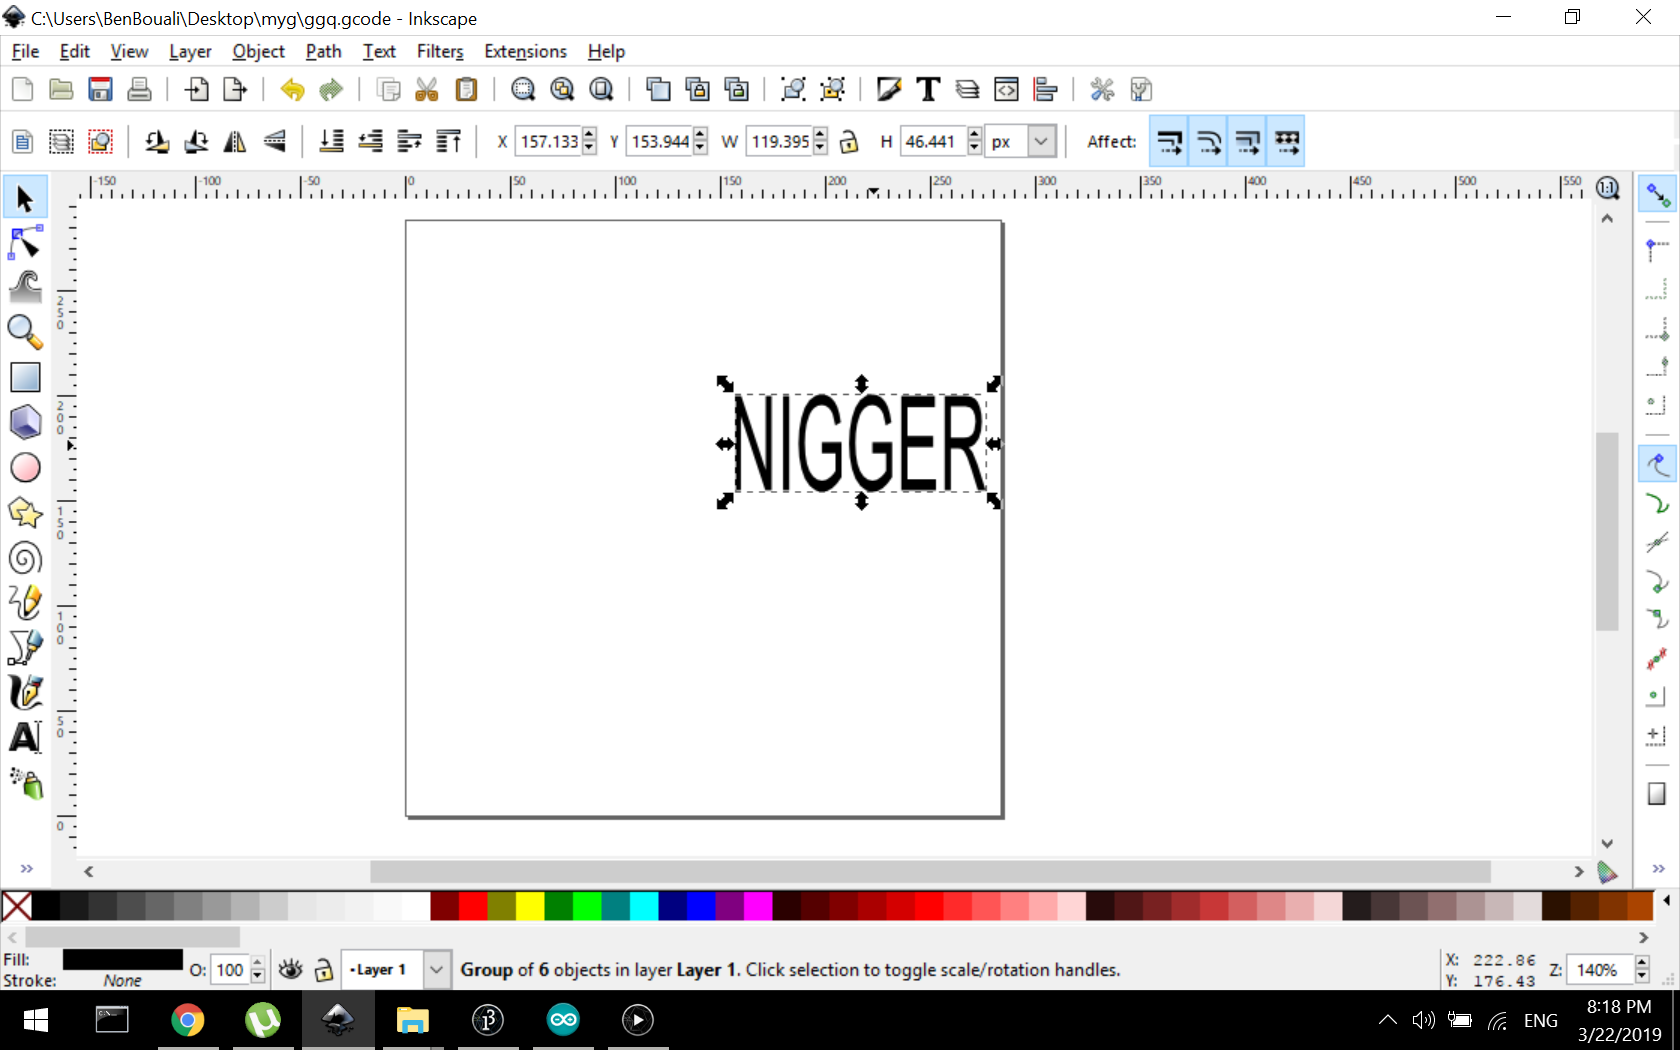 C:\Users\BenBouali\Desktop\myg\ggq.gcode - Inkscape
File Edit View Layer Object Path Text Filters Extensions Help
X 157.133 Y 153.944 W 119.395 H 46.441 px Affect:
-150 -100 -50 0 50 100 150 200 250 300 350 400 450 500 550
1:1
250
200
150
100
50
0
NIGGER
Fill:
Stroke: None
O: 100
Layer 1
Group of 6 objects in layer Layer 1. Click selection to toggle scale/rotation handles.
X: 222.86
Y: 176.43
Z: 140%
ENG
8:18 PM
3/22/2019